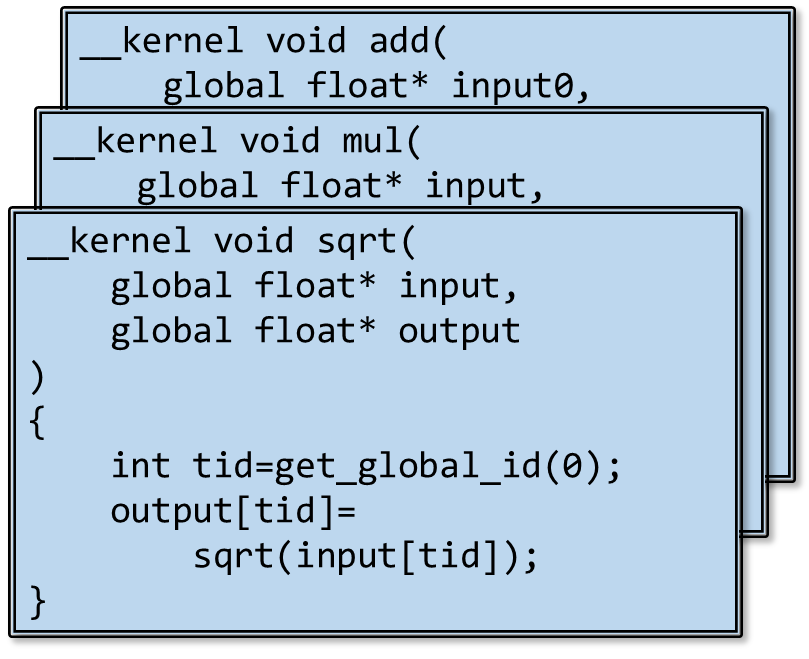 __kernel void add(
    global float* input0,
__kernel void mul(
    global float* input,
__kernel void sqrt(
    global float* input,
    global float* output
)
{
    int tid=get_global_id(0);
    output[tid]=
        sqrt(input[tid]);
}